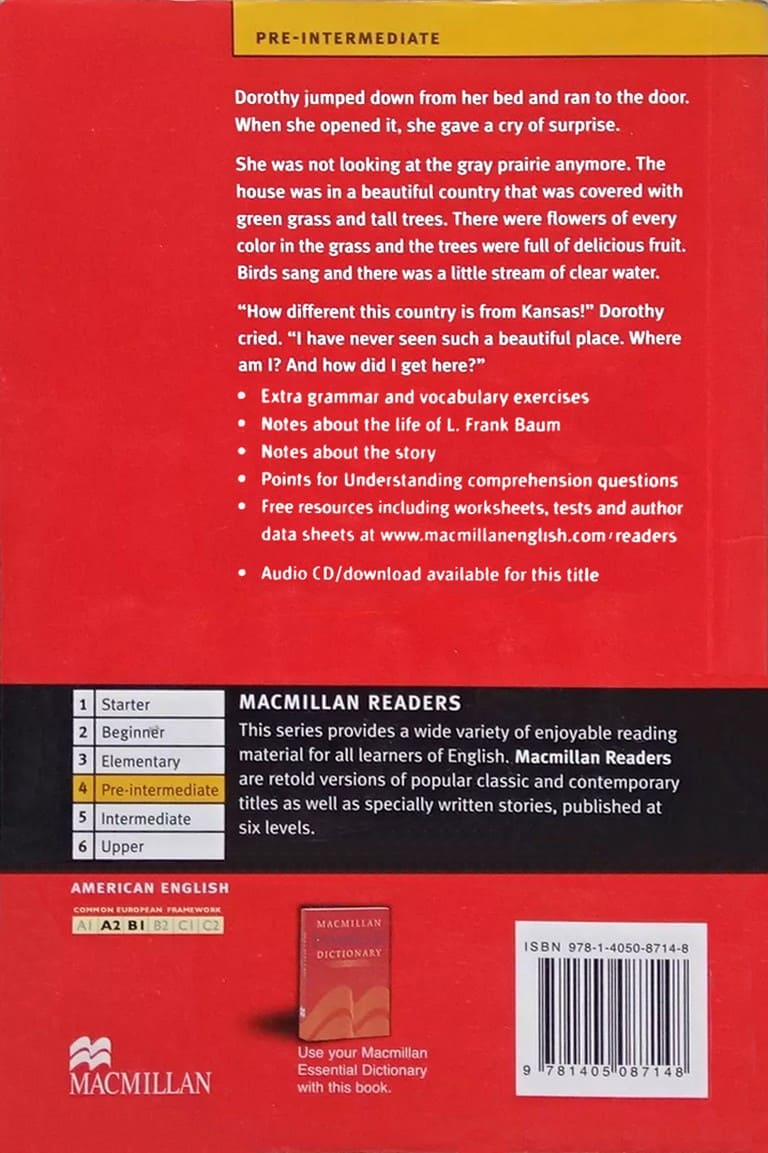 PRE-INTERMEDIATE
Dorothy jumped down from her bed and ran to the door.
When she opened it, she gave a cry of surprise.
She was not looking at the gray prairie anymore. The
house was in a beautiful country that was covered with
green grass and tall trees. There were flowers of every
color in the grass and the trees were full of delicious fruit.
Birds sang and there was a little stream of clear water.
“How different this country is from Kansas!” Dorothy
cried. “I have never seen such a beautiful place. Where
am I? And how did I get here?”
• Extra grammar and vocabulary exercises
• Notes about the life of L. Frank Baum
• Notes about the story
• Points for Understanding comprehension questions
• Free resources including worksheets, tests and author
data sheets at www.macmillanenglish.com/readers
• Audio CD/download available for this title
1 Starter
2 Beginner
3 Elementary
4 Pre-intermediate
5 Intermediate
6 Upper
MACMILLAN READERS
This series provides a wide variety of enjoyable reading
material for all learners of English. Macmillan Readers
are retold versions of popular classic and contemporary
titles as well as specially written stories, published at
six levels.
AMERICAN ENGLISH
COMMON EUROPEAN FRAMEWORK
A1 A2 B1 B2 C1 C2
MACMILLAN
DICTIONARY
Use your Macmillan
Essential Dictionary
with this book.
MACMILLAN
ISBN 978-1-4050-8714-8
9 781405 087148